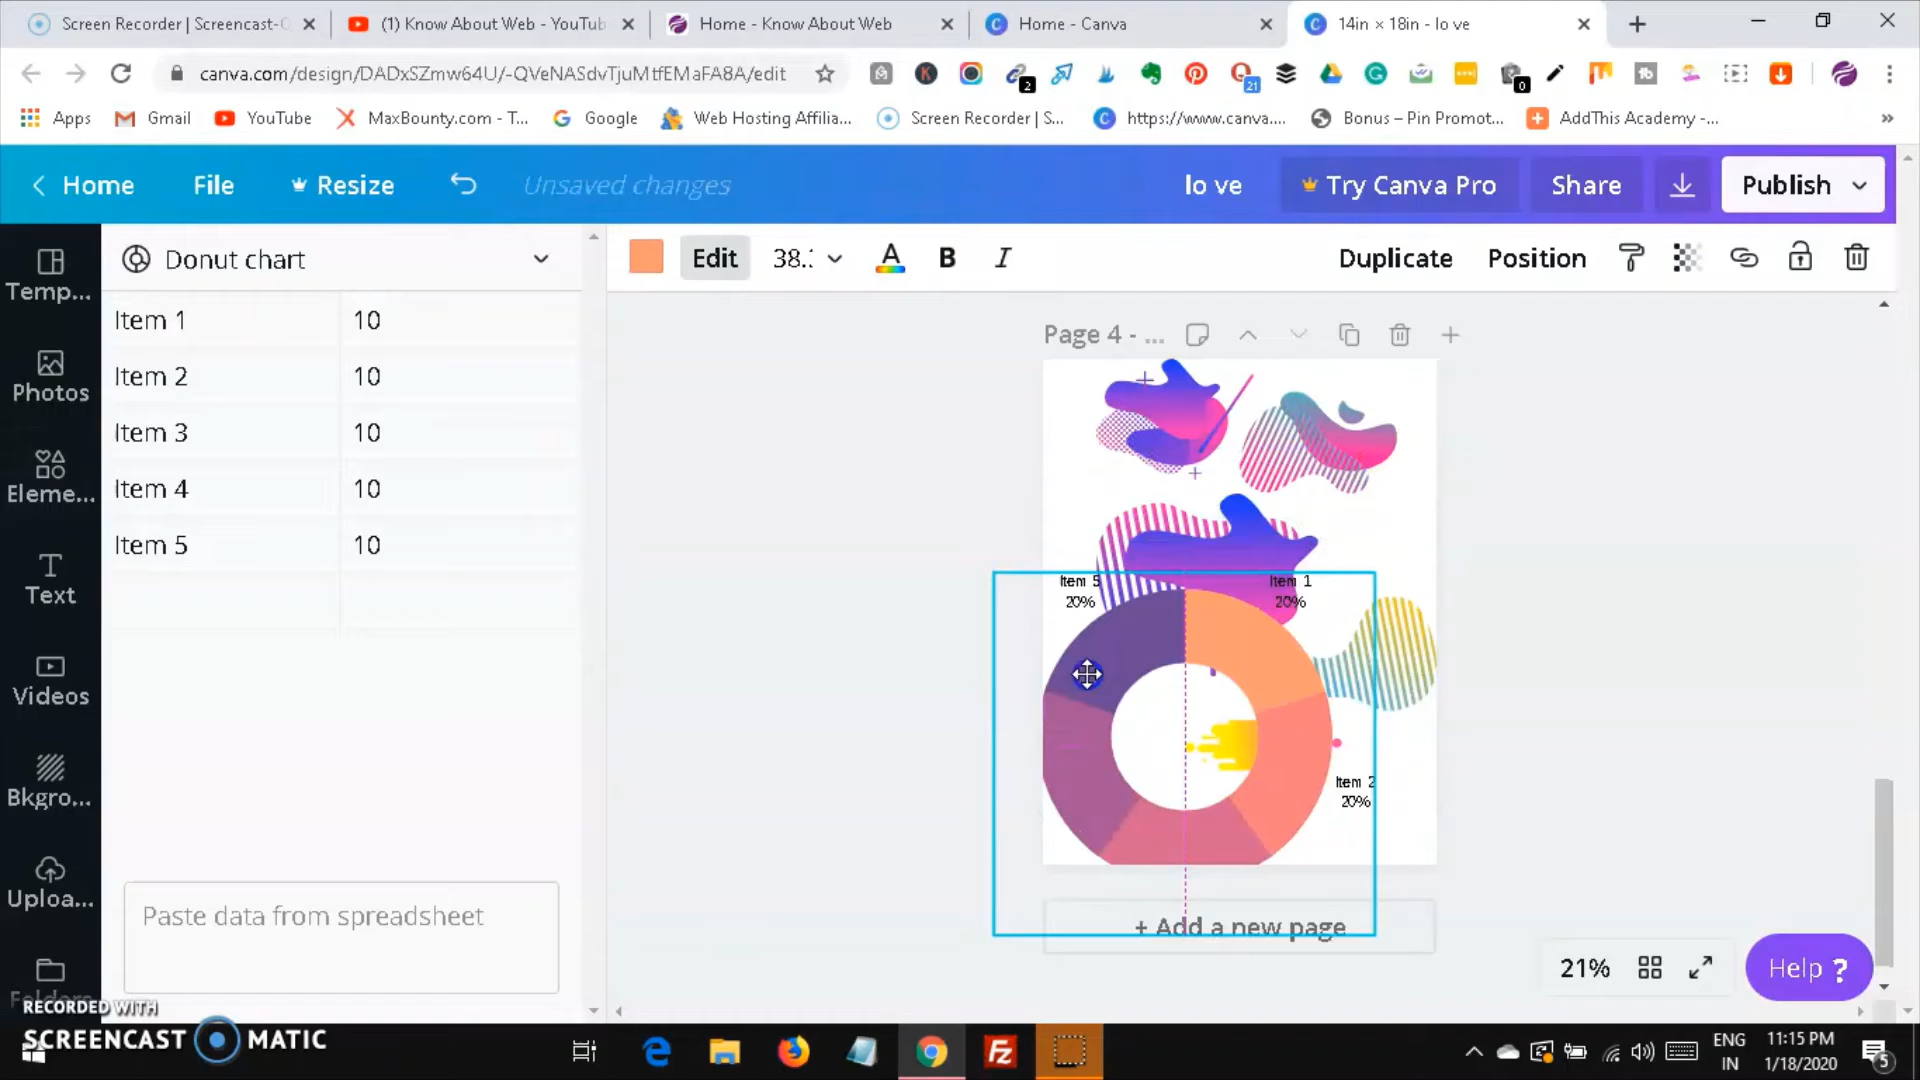 Screen Recorder | Screencast-O
(1) Know About Web - YouTub
Home - Know About Web
Home - Canva
14in × 18in - lo ve
canva.com/design/DADxSZmw64U/-QVeNASdvTjuMtfEMaFA8A/edit
2
21
0
Apps
Gmail
YouTube
MaxBounty.com - T...
Google
Web Hosting Affilia...
Screen Recorder | S...
https://www.canva....
Bonus – Pin Promot...
AddThis Academy -...
»
Home
File
Resize
Unsaved changes
lo ve
Try Canva Pro
Share
Publish
Donut chart
Edit
38.:
A
B
I
Duplicate
Position
Temp...
Photos
Eleme...
Text
Videos
Bkgro...
Uploa...
Folders
Item 1 10
Item 2 10
Item 3 10
Item 4 10
Item 5 10
Paste data from spreadsheet
Page 4 - ...
Item 5
20%
Item 1
20%
Item 2
20%
+ Add a new page
21%
Help ?
RECORDED WITH
SCREENCAST MATIC
ENG
IN
11:15 PM
1/18/2020
5